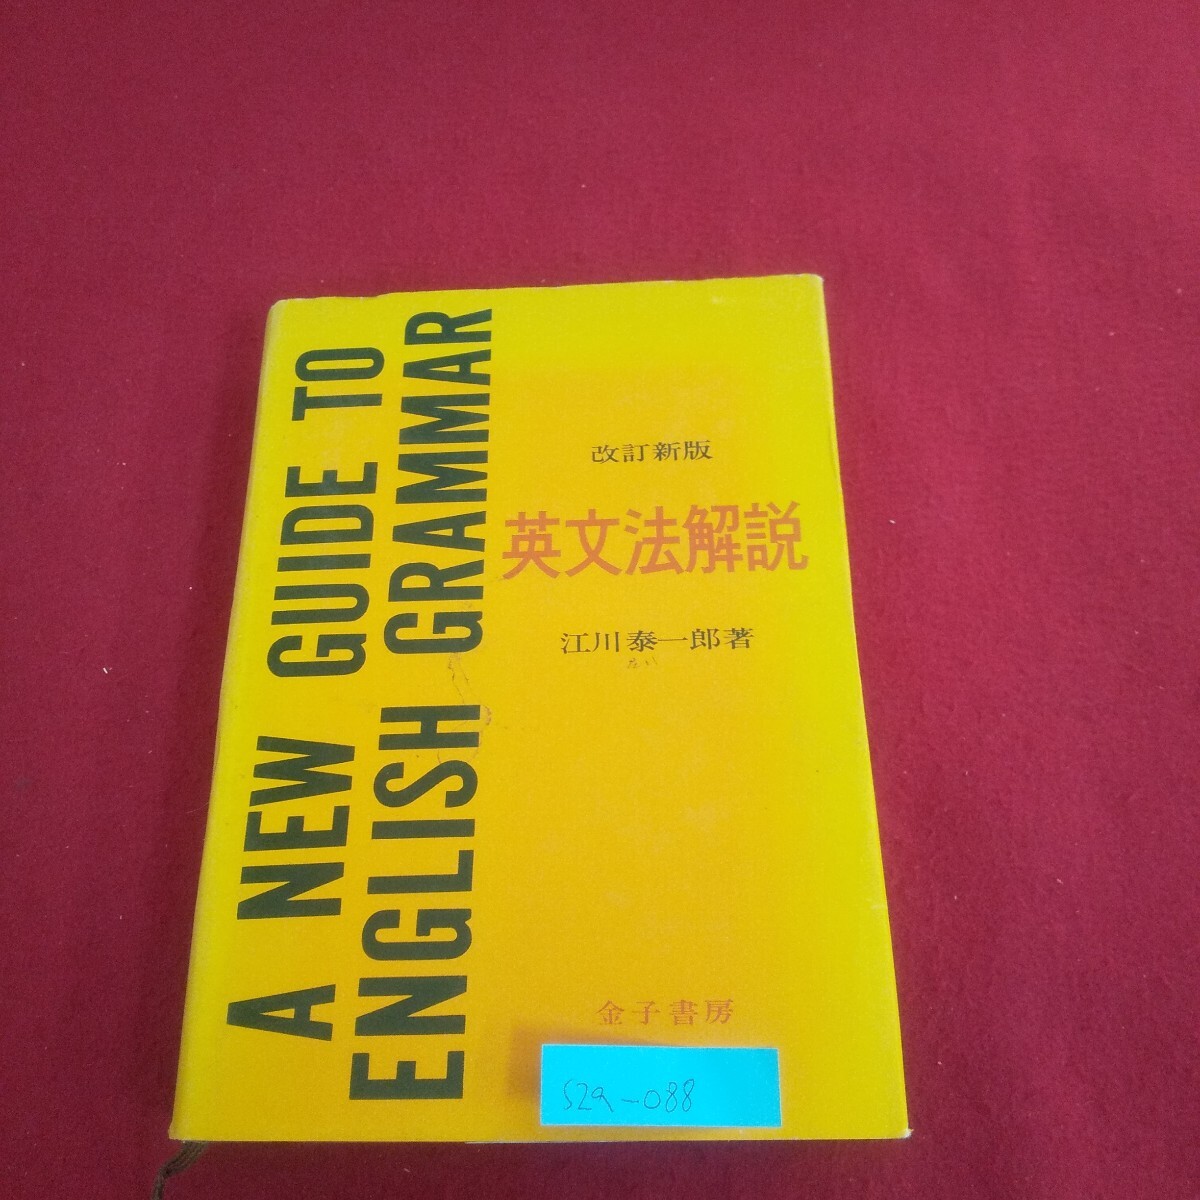 A NEW GUIDE TO
ENGLISH GRAMMAR
改訂新版
英文法解説
江川泰一郎著
金子書房
S29-088